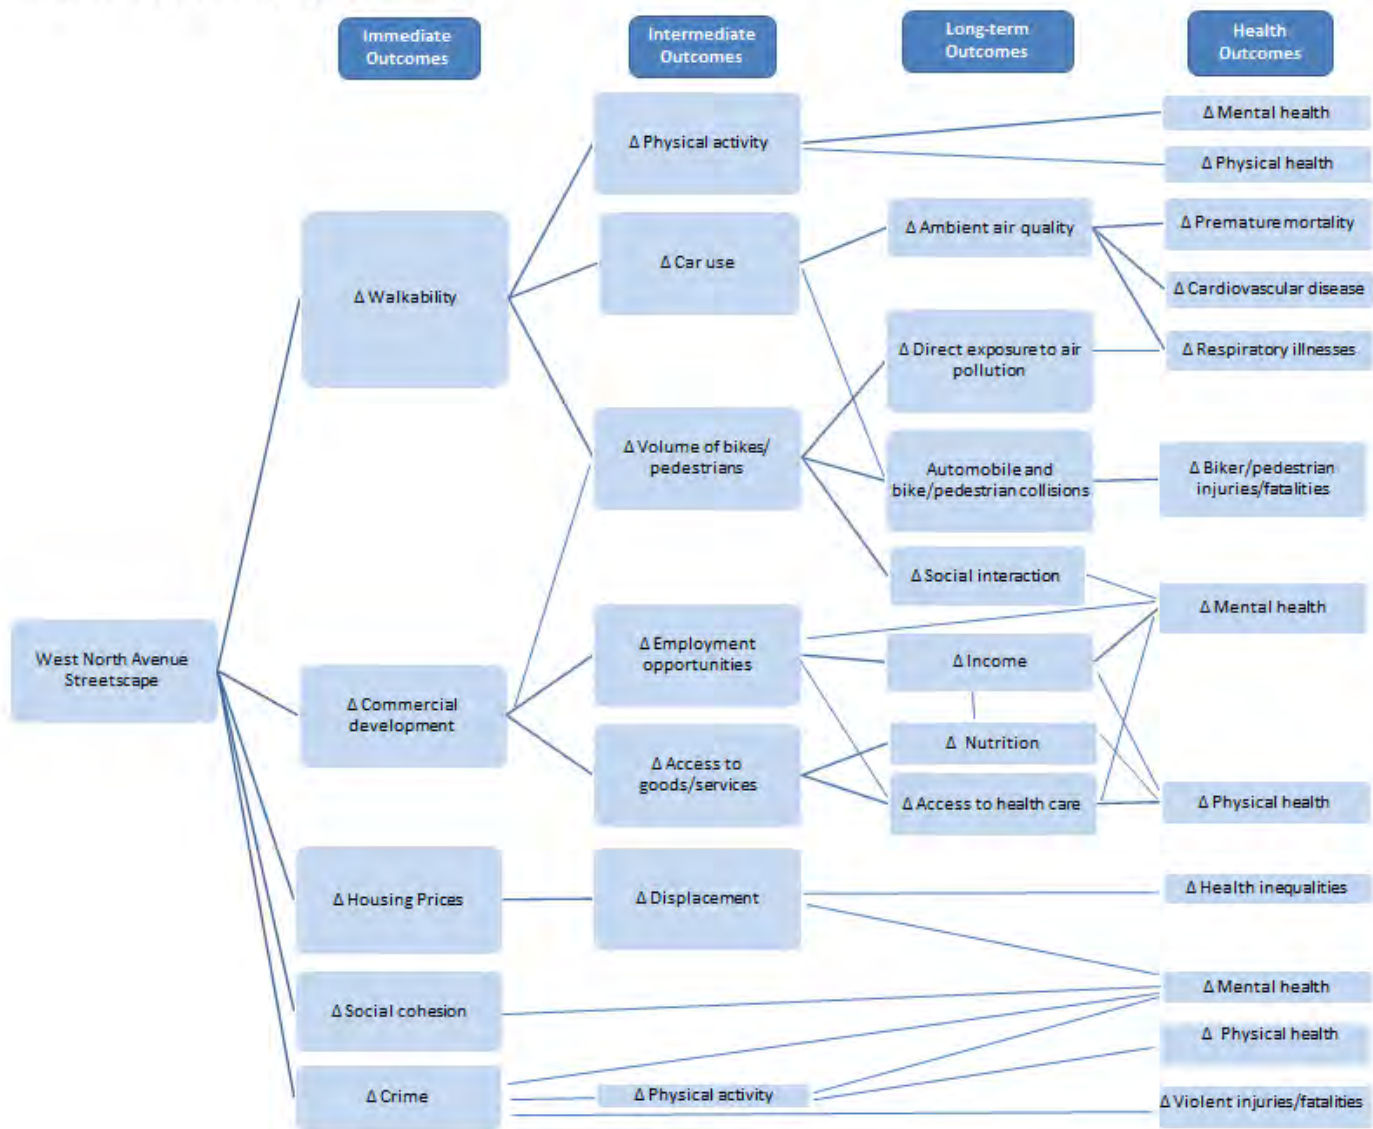 Immediate
Outcomes
Intermediate
Outcomes
Long-term
Outcomes
Health
Outcomes
Δ Mental health
Δ Physical activity
Δ Physical health
Δ Ambient air quality
Δ Premature mortality
Δ Car use
Δ Walkability
Δ Cardiovascular disease
Δ Direct exposure to air
pollution
Δ Respiratory illnesses
Δ Volume of bikes/
pedestrians
Automobile and
bike/pedestrian collisions
Δ Biker/pedestrian
injuries/fatalities
Δ Social interaction
Δ Mental health
West North Avenue
Streetscape
Δ Employment
opportunities
Δ Income
Δ Commercial
development
Δ Nutrition
Δ Access to
goods/services
Δ Access to health care
Δ Physical health
Δ Housing Prices
Δ Displacement
Δ Health inequalities
Δ Social cohesion
Δ Mental health
Δ Physical health
Δ Crime
Δ Physical activity
Δ Violent injuries/fatalities